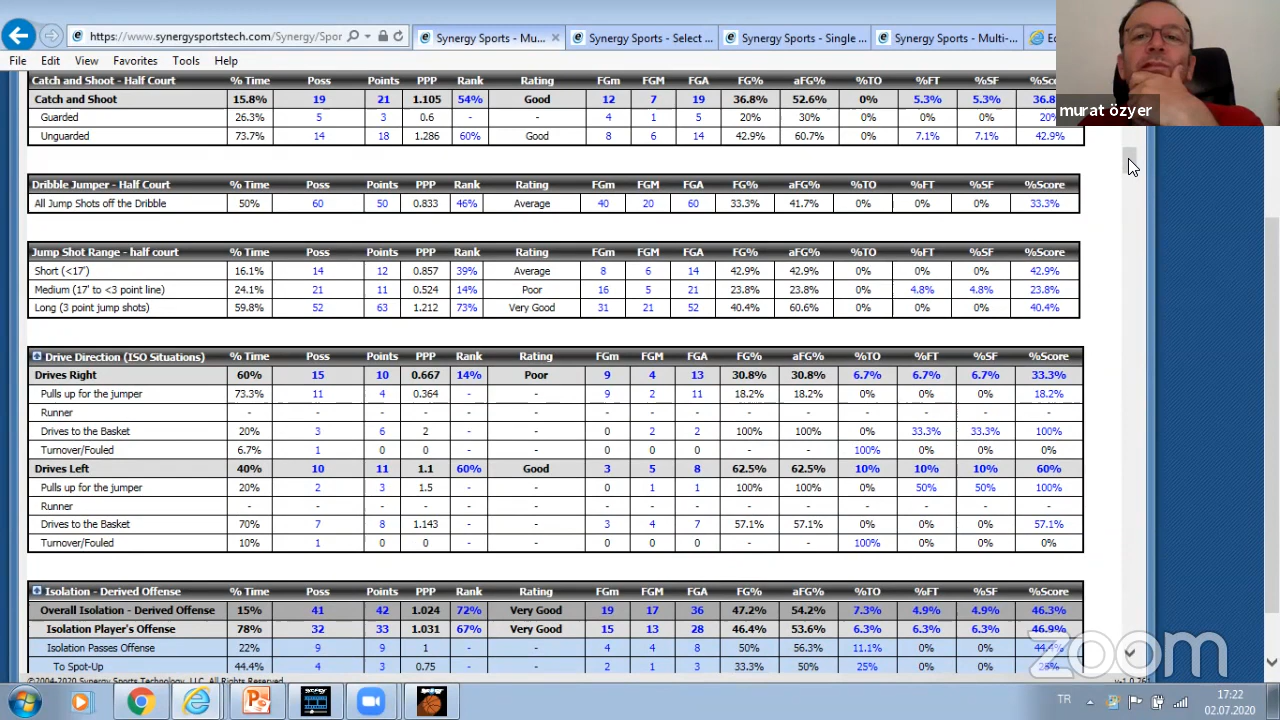 https://www.synergysportstech.com/Synergy/Spor
Synergy Sports - Mu...
Synergy Sports - Select ...
Synergy Sports - Single ...
Synergy Sports - Multi-...
File Edit View Favorites Tools Help
murat özyer
Catch and Shoot - Half Court % Time Poss Points PPP Rank Rating FGm FGM FGA FG% aFG% %TO %FT %SF %Score
Catch and Shoot 15.8% 19 21 1.105 54% Good 12 7 19 36.8% 52.6% 0% 5.3% 5.3% 36.8
Guarded 26.3% 5 3 0.6 - - 4 1 5 20% 30% 0% 0% 0% 20%
Unguarded 73.7% 14 18 1.286 60% Good 8 6 14 42.9% 60.7% 0% 7.1% 7.1% 42.9%
Dribble Jumper - Half Court % Time Poss Points PPP Rank Rating FGm FGM FGA FG% aFG% %TO %FT %SF %Score
All Jump Shots off the Dribble 50% 60 50 0.833 46% Average 40 20 60 33.3% 41.7% 0% 0% 0% 33.3%
Jump Shot Range - half court % Time Poss Points PPP Rank Rating FGm FGM FGA FG% aFG% %TO %FT %SF %Score
Short (<17') 16.1% 14 12 0.857 39% Average 8 6 14 42.9% 42.9% 0% 0% 0% 42.9%
Medium (17' to <3 point line) 24.1% 21 11 0.524 14% Poor 16 5 21 23.8% 23.8% 0% 4.8% 4.8% 23.8%
Long (3 point jump shots) 59.8% 52 63 1.212 73% Very Good 31 21 52 40.4% 60.6% 0% 0% 0% 40.4%
Drive Direction (ISO Situations) % Time Poss Points PPP Rank Rating FGm FGM FGA FG% aFG% %TO %FT %SF %Score
Drives Right 60% 15 10 0.667 14% Poor 9 4 13 30.8% 30.8% 6.7% 6.7% 6.7% 33.3%
Pulls up for the jumper 73.3% 11 4 0.364 - - 9 2 11 18.2% 18.2% 0% 0% 0% 18.2%
Runner - - - - - - - - - - - - - - -
Drives to the Basket 20% 3 6 2 - - 0 2 2 100% 100% 0% 33.3% 33.3% 100%
Turnover/Fouled 6.7% 1 0 0 - - 0 0 0 - - 100% 0% 0% 0%
Drives Left 40% 10 11 1.1 60% Good 3 5 8 62.5% 62.5% 10% 10% 10% 60%
Pulls up for the jumper 20% 2 3 1.5 - - 0 1 1 100% 100% 0% 50% 50% 100%
Runner - - - - - - - - - - - - - - -
Drives to the Basket 70% 7 8 1.143 - - 3 4 7 57.1% 57.1% 0% 0% 0% 57.1%
Turnover/Fouled 10% 1 0 0 - - 0 0 0 - - 100% 0% 0% 0%
Isolation - Derived Offense % Time Poss Points PPP Rank Rating FGm FGM FGA FG% aFG% %TO %FT %SF %Score
Overall Isolation - Derived Offense 15% 41 42 1.024 72% Very Good 19 17 36 47.2% 54.2% 7.3% 4.9% 4.9% 46.3%
Isolation Player's Offense 78% 32 33 1.031 67% Very Good 15 13 28 46.4% 53.6% 6.3% 6.3% 6.3% 46.9%
Isolation Passes Offense 22% 9 9 1 - - 4 4 8 50% 56.3% 11.1% 0% 0% 44.4%
To Spot-Up 44.4% 4 3 0.75 - - 2 1 3 33.3% 50% 25% 0% 0%
zoom
TR
17:22
02.07.2020